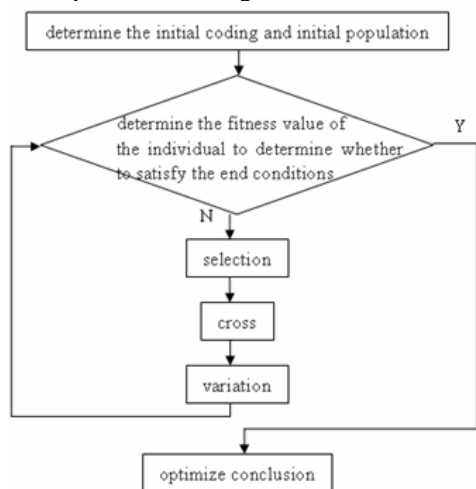 determine the initial coding and initial population
determine the fitness value of
the individual to determine whether
to satisfy the end conditions
Y
N
selection
cross
variation
optimize conclusion